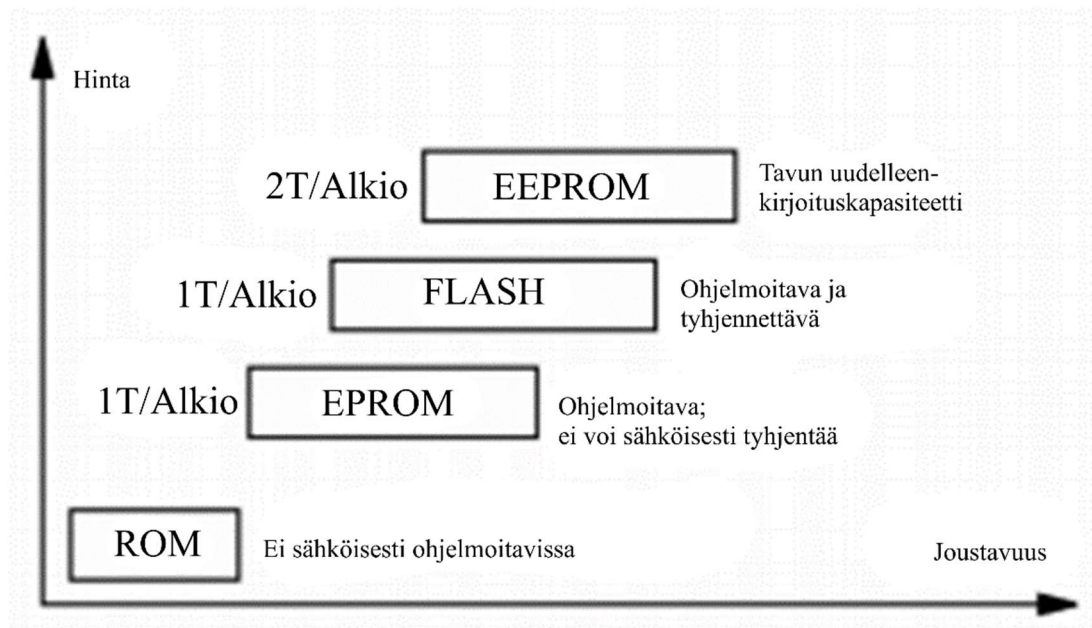 Hinta
2T/Alkio
EEPROM
Tavun uudelleen-
kirjoituskapasiteetti
1T/Alkio
FLASH
Ohjelmoitava ja
tyhjennettävä
1T/Alkio
EPROM
Ohjelmoitava;
ei voi sähköisesti tyhjentää
ROM
Ei sähköisesti ohjelmoitavissa
Joustavuus